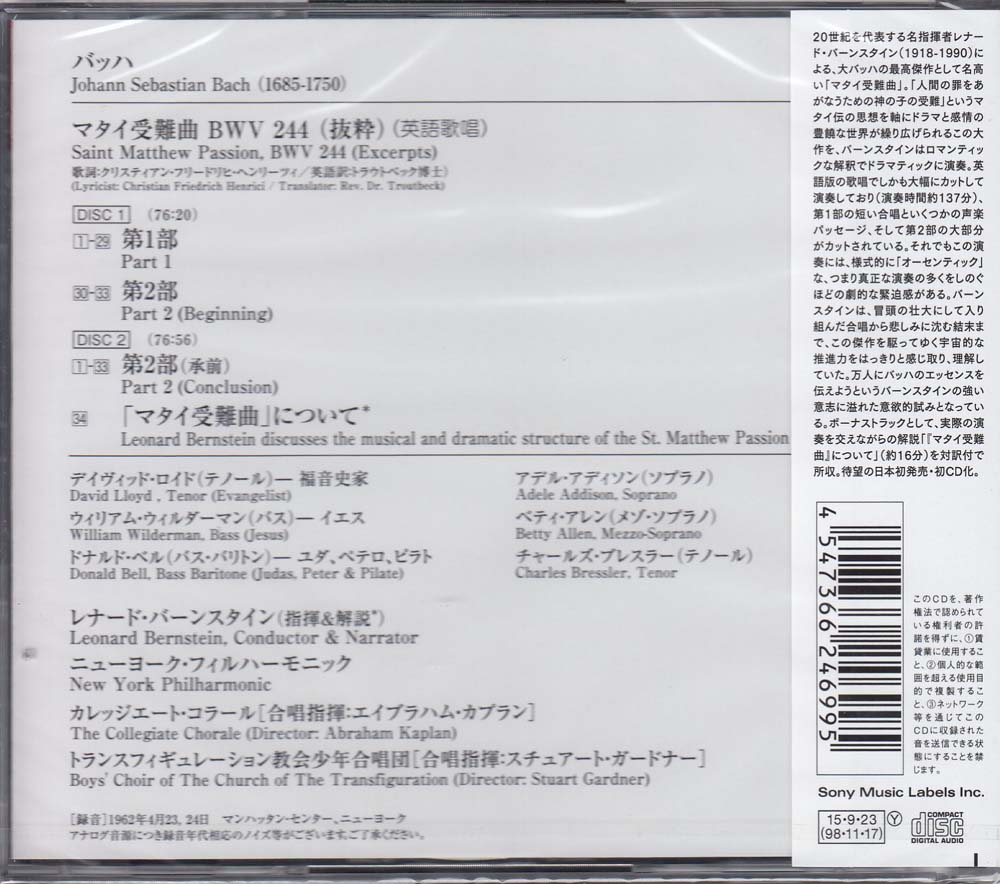 バッハ
Johann Sebastian Bach (1685-1750)
マタイ受難曲 BWV 244 (抜粋) (英語歌唱)
Saint Matthew Passion, BWV 244 (Excerpts)
歌詞:クリスティアン・フリードリヒ・ヘンリーツィ/英語訳:トラウトベック博士)
(Lyricist: Christian Friedrich Henrici / Translator: Rev. Dr. Troutbeck)
DISC 1 (76:20)
1-29 第1部
Part 1
30-33 第2部
Part 2 (Beginning)
DISC 2 (76:56)
1-33 第2部(承前)
Part 2 (Conclusion)
34 「マタイ受難曲」について*
Leonard Bernstein discusses the musical and dramatic structure of the St. Matthew Passion
デイヴィッド・ロイド(テノール)― 福音史家
David Lloyd , Tenor (Evangelist)
ウィリアム・ウィルダーマン(バス)― イエス
William Wilderman, Bass (Jesus)
ドナルド・ベル(バス・バリトン)― ユダ、ペテロ、ピラト
Donald Bell, Bass Baritone (Judas, Peter & Pilate)
アデル・アディソン(ソプラノ)
Adele Addison, Soprano
ベティ・アレン(メゾ・ソプラノ)
Betty Allen, Mezzo-Soprano
チャールズ・ブレスラー(テノール)
Charles Bressler, Tenor
レナード・バーンスタイン(指揮&解説*)
Leonard Bernstein, Conductor & Narrator
ニューヨーク・フィルハーモニック
New York Philharmonic
カレッジエート・コラール[合唱指揮:エイブラハム・カプラン]
The Collegiate Chorale (Director: Abraham Kaplan)
トランスフィギュレーション教会少年合唱団[合唱指揮:スチュアート・ガードナー]
Boys' Choir of The Church of The Transfiguration (Director: Stuart Gardner)
[録音]1962年4月23, 24日 マンハッタン・センター、ニューヨーク
アナログ音源につき録音年代相応のノイズ等がございます。ご了承ください。
20世紀を代表する名指揮者レナー
ド・バーンスタイン(1918-1990)に
よる、大バッハの最高傑作として名高
い「マタイ受難曲」。「人間の罪をあ
がなうための神の子の受難」というマ
タイ伝の思想を軸にドラマと感情の
豊饒な世界が繰り広げられるこの大
作を、バーンスタインはロマンティッ
クな解釈でドラマティックに演奏。英
語版の歌唱でしかも大幅にカットして
演奏しており(演奏時間約137分)、
第1部の短い合唱といくつかの声楽
パッセージ、そして第2部の大部分
がカットされている。それでもこの演
奏には、様式的に「オーセンティック」
な、つまり真正な演奏の多くをしのぐ
ほどの劇的な緊迫感がある。バーン
スタインは、冒頭の壮大にして入り
組んだ合唱から悲しみに沈む結末ま
で、この傑作を駆ってゆく宇宙的な
推進力をはっきりと感じ取り、理解し
ていた。万人にバッハのエッセンスを
伝えようというバーンスタインの強い
意志に溢れた意欲的試みとなってい
る。ボーナストラックとして、実際の演
奏を交えながらの解説「『マタイ受難
曲』について」(約16分)を対訳付で
所収。待望の日本初発売・初CD化。
4 547366 246995
このCDを、著作
権法で認められて
いる権利者の許
諾を得ずに、①賃
貸業に使用するこ
と、②個人的な範
囲を超える使用目
的で複製するこ
と、③ネットワーク
等を通じてこの
CDに収録された
音を送信できる状
態にすることを禁
じます。
Sony Music Labels Inc.
15・9・23
(98・11・17)
Y
COMPACT
disc
DIGITAL AUDIO
I